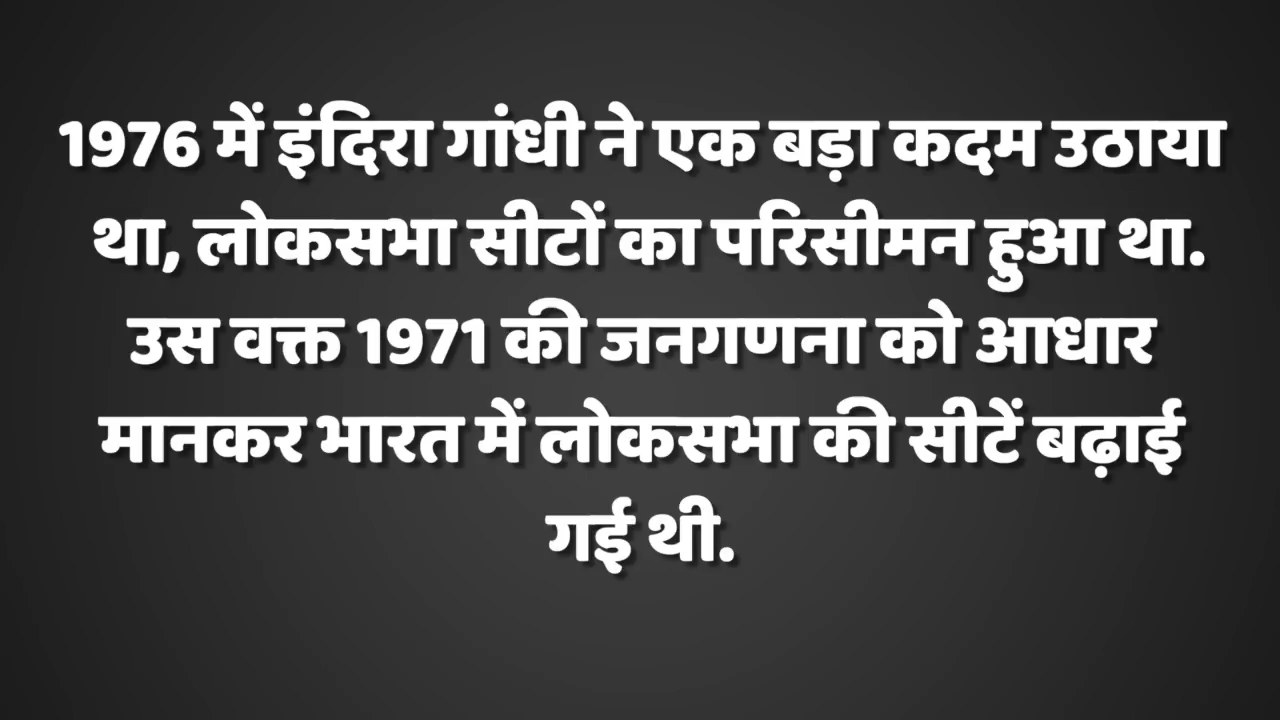 1976 में इंदिरा गांधी ने एक बड़ा कदम उठाया
था, लोकसभा सीटों का परिसीमन हुआ था.
उस वक्त 1971 की जनगणना को आधार
मानकर भारत में लोकसभा की सीटें बढ़ाई
गई थी.